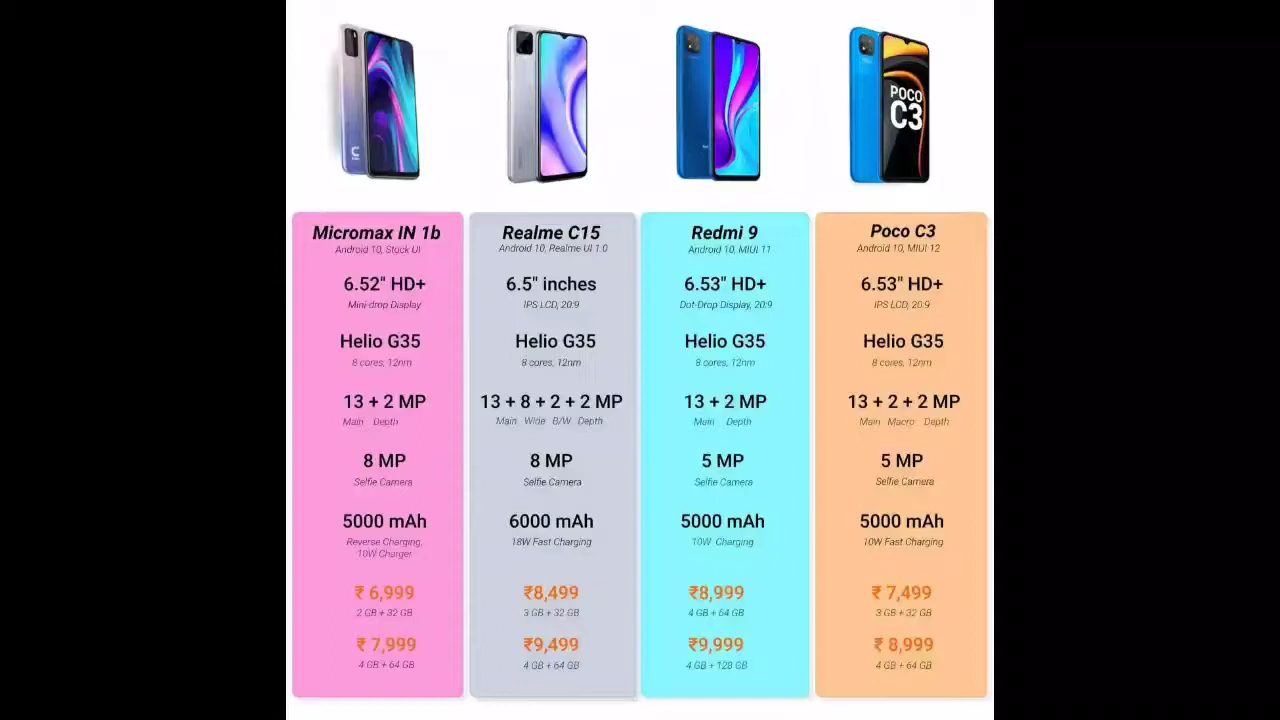 POCO
C3
Micromax IN 1b
Android 10, Stock UI
6.52" HD+
Mini-drop Display
Helio G35
8 cores, 12nm
13 + 2 MP
Main Depth
8 MP
Selfie Camera
5000 mAh
Reverse Charging,
10W Charger
₹ 6,999
2 GB + 32 GB
₹ 7,999
4 GB + 64 GB
Realme C15
Android 10, Realme UI 1.0
6.5" inches
IPS LCD, 20:9
Helio G35
8 cores, 12nm
13 + 8 + 2 + 2 MP
Main Wide B/W Depth
8 MP
Selfie Camera
6000 mAh
18W Fast Charging
₹8,499
3 GB + 32 GB
₹9,499
4 GB + 64 GB
Redmi 9
Android 10, MIUI 11
6.53" HD+
Dot-Drop Display, 20:9
Helio G35
8 cores, 12nm
13 + 2 MP
Main Depth
5 MP
Selfie Camera
5000 mAh
10W Charging
₹8,999
4 GB + 64 GB
₹9,999
4 GB + 128 GB
Poco C3
Android 10, MIUI 12
6.53" HD+
IPS LCD, 20:9
Helio G35
8 cores, 12nm
13 + 2 + 2 MP
Main Macro Depth
5 MP
Selfie Camera
5000 mAh
10W Fast Charging
₹ 7,499
3 GB + 32 GB
₹ 8,999
4 GB + 64 GB